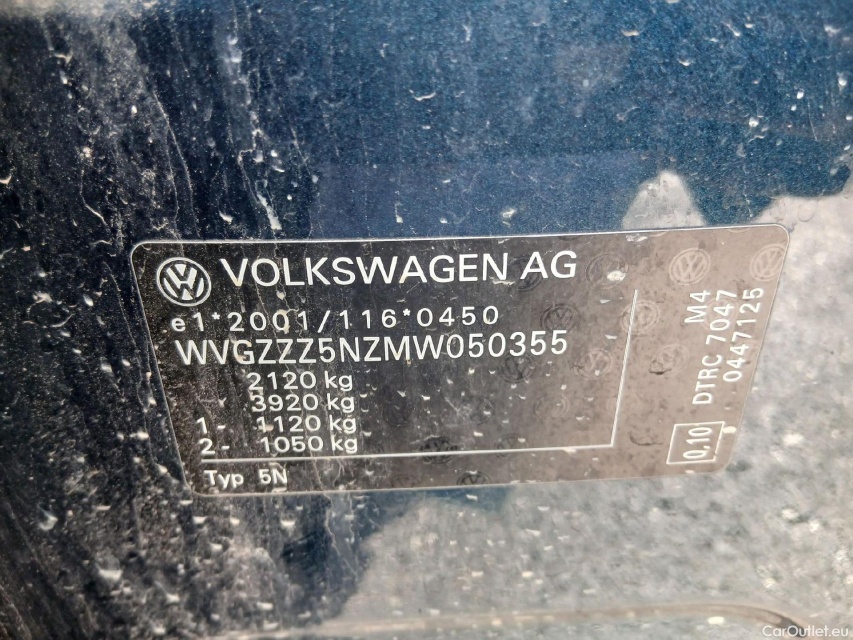 VOLKSWAGEN AG
e1*2001/116*0450
WVGZZZ5NZMW050355
2120 kg
3920 kg
1- 1120 kg
2- 1050 kg
Typ 5N
M4
DTRC 7047
0447125
0.10
CarOutlet.eu